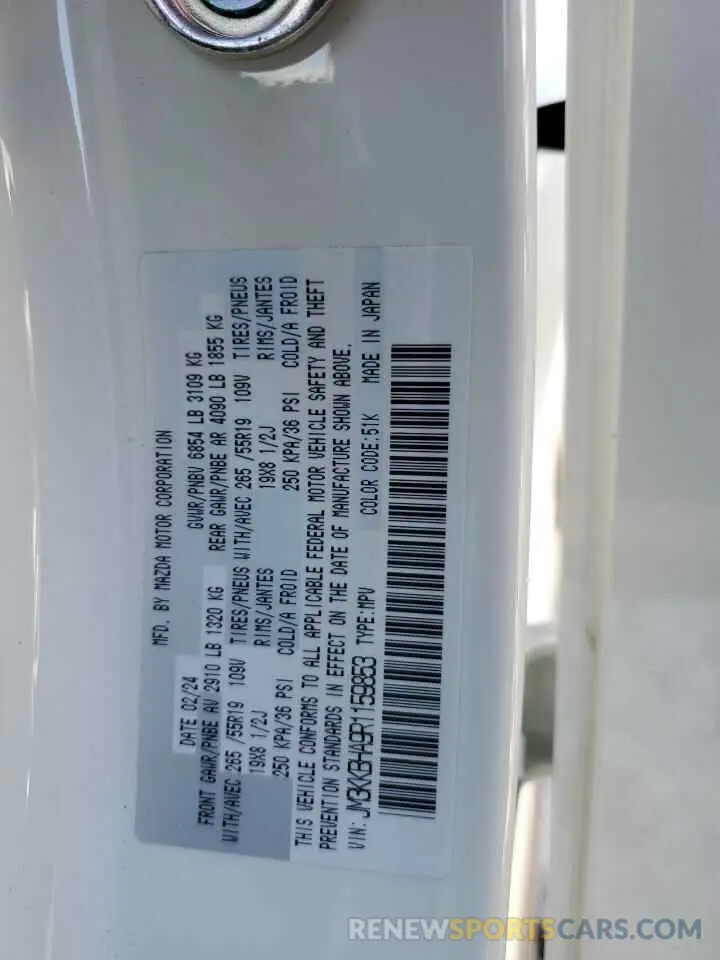 MFD. BY MAZDA MOTOR CORPORATION
DATE 02/24 GVWR/PNBV 6854 LB 3109 KG
FRONT GAWR/PNBE AV 2910 LB 1320 KG REAR GAWR/PNBE AR 4090 LB 1855 KG
WITH/AVEC 265 /55R19 109V TIRES/PNEUS WITH/AVEC 265 /55R19 109V TIRES/PNEUS
19X8 1/2J RIMS/JANTES 19X8 1/2J RIMS/JANTES
250 KPA/36 PSI COLD/A FROID 250 KPA/36 PSI COLD/A FROID
THIS VEHICLE CONFORMS TO ALL APPLICABLE FEDERAL MOTOR VEHICLE SAFETY AND THEFT
PREVENTION STANDARDS IN EFFECT ON THE DATE OF MANUFACTURE SHOWN ABOVE.
VIN: JM3KKBHA9R1159853 TYPE:MPV COLOR CODE:51K MADE IN JAPAN
RENEWSPORTSCARS.COM